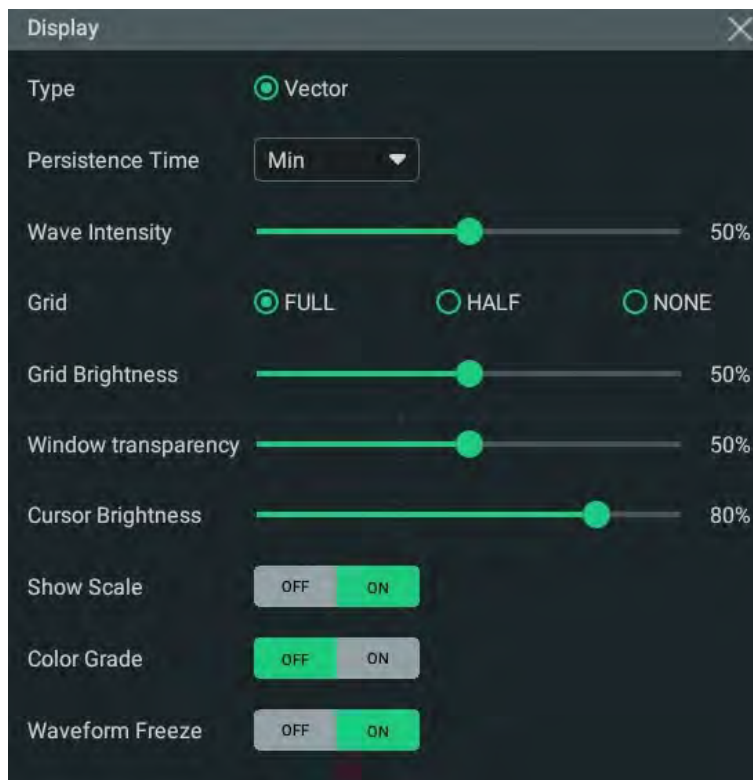 Display
Type Vector
Persistence Time Min
Wave Intensity 50%
Grid FULL HALF NONE
Grid Brightness 50%
Window transparency 50%
Cursor Brightness 80%
Show Scale OFF ON
Color Grade OFF ON
Waveform Freeze OFF ON